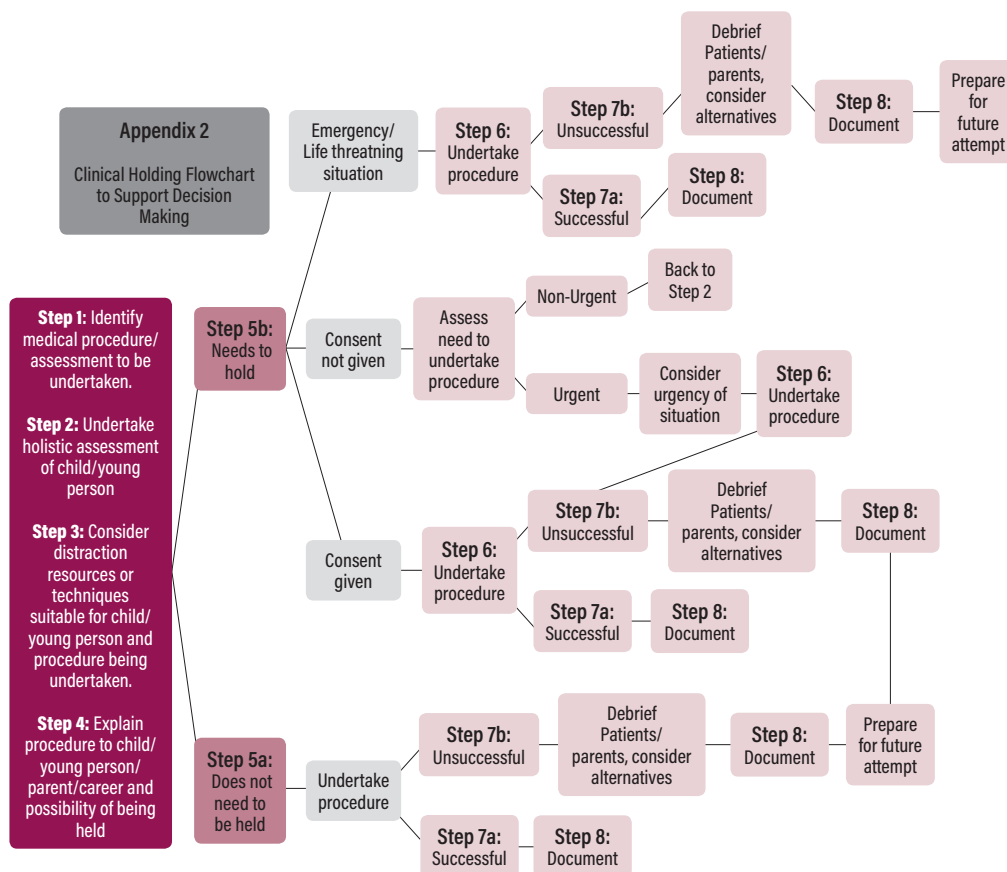 Appendix 2
Clinical Holding Flowchart
to Support Decision
Making
Step 1: Identify
medical procedure/
assessment to be
undertaken.
Step 2: Undertake
holistic assessment
of child/young
person
Step 3: Consider
distraction
resources or
techniques
suitable for child/
young person and
procedure being
undertaken.
Step 4: Explain
procedure to child/
young person/
parent/career and
possibility of being
held
Step 5b:
Needs to
hold
Emergency/
Life threatning
situation
Step 6:
Undertake
procedure
Step 7b:
Unsuccessful
Debrief
Patients/
parents,
consider
alternatives
Step 8:
Document
Prepare
for
future
attempt
Step 7a:
Successful
Step 8:
Document
Consent
not given
Assess
need to
undertake
procedure
Non-Urgent
Back to
Step 2
Urgent
Consider
urgency of
situation
Step 6:
Undertake
procedure
Consent
given
Step 6:
Undertake
procedure
Step 7b:
Unsuccessful
Debrief
Patients/
parents, consider
alternatives
Step 8:
Document
Step 7a:
Successful
Step 8:
Document
Step 5a:
Does not
need to
be held
Undertake
procedure
Step 7b:
Unsuccessful
Debrief
Patients/
parents, consider
alternatives
Step 8:
Document
Prepare
for future
attempt
Step 7a:
Successful
Step 8:
Document